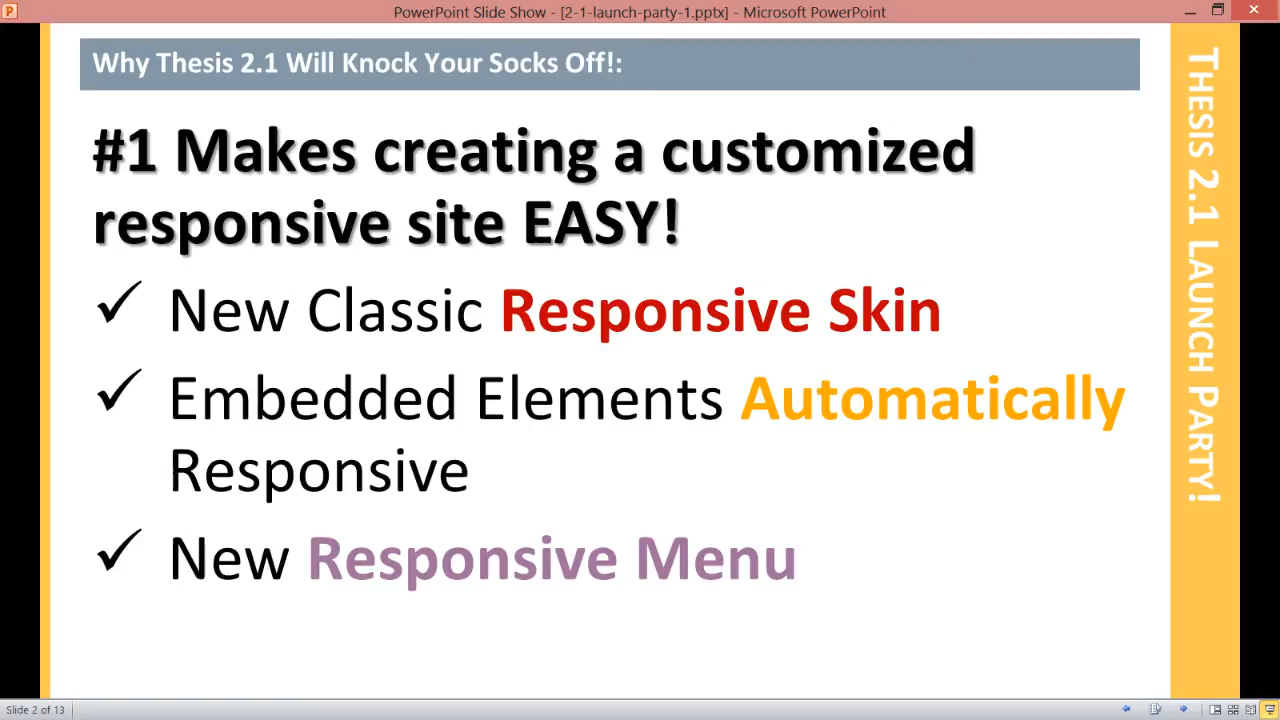 PowerPoint Slide Show - [2-1-launch-party-1.pptx] - Microsoft PowerPoint
Why Thesis 2.1 Will Knock Your Socks Off!:
#1 Makes creating a customized
responsive site EASY!
✓ New Classic Responsive Skin
✓ Embedded Elements Automatically
Responsive
✓ New Responsive Menu
THESIS 2.1 LAUNCH PARTY!
Slide 2 of 13